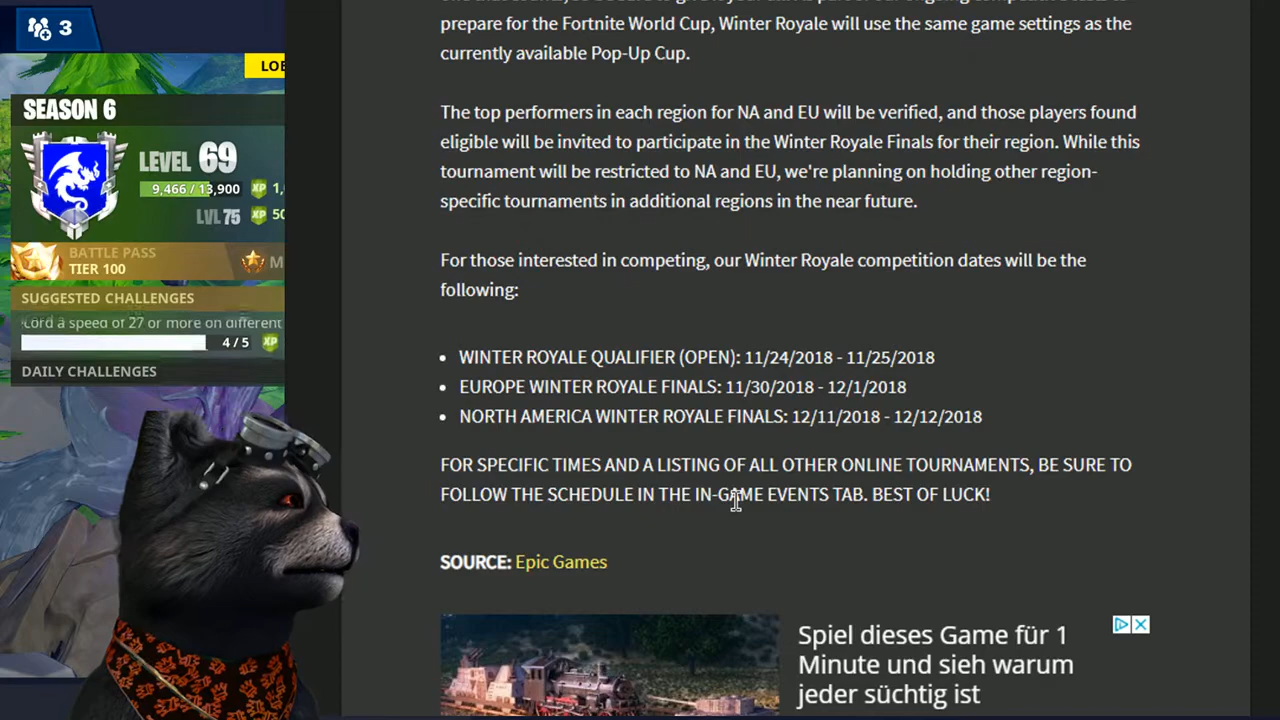 3
LO
SEASON 6
LEVEL 69
9,466 / 13,900 XP 1,
LVL 75 XP 50
BATTLE PASS
TIER 100
M
SUGGESTED CHALLENGES
cord a speed of 27 or more on different
4 / 5 XP
DAILY CHALLENGES
prepare for the Fortnite World Cup, Winter Royale will use the same game settings as the
currently available Pop-Up Cup.
The top performers in each region for NA and EU will be verified, and those players found
eligible will be invited to participate in the Winter Royale Finals for their region. While this
tournament will be restricted to NA and EU, we're planning on holding other region-
specific tournaments in additional regions in the near future.
For those interested in competing, our Winter Royale competition dates will be the
following:
• WINTER ROYALE QUALIFIER (OPEN): 11/24/2018 - 11/25/2018
• EUROPE WINTER ROYALE FINALS: 11/30/2018 - 12/1/2018
• NORTH AMERICA WINTER ROYALE FINALS: 12/11/2018 - 12/12/2018
FOR SPECIFIC TIMES AND A LISTING OF ALL OTHER ONLINE TOURNAMENTS, BE SURE TO
FOLLOW THE SCHEDULE IN THE IN-GAME EVENTS TAB. BEST OF LUCK!
SOURCE: Epic Games
Spiel dieses Game für 1
Minute und sieh warum
jeder süchtig ist